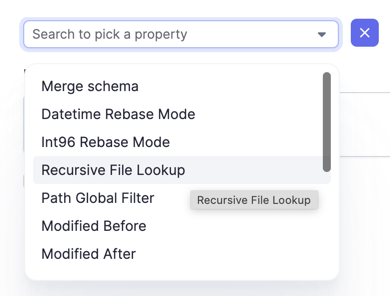 Search to pick a property
Merge schema
Datetime Rebase Mode
Int96 Rebase Mode
Recursive File Lookup
Path Global Filter
Recursive File Lookup
Modified Before
Modified After